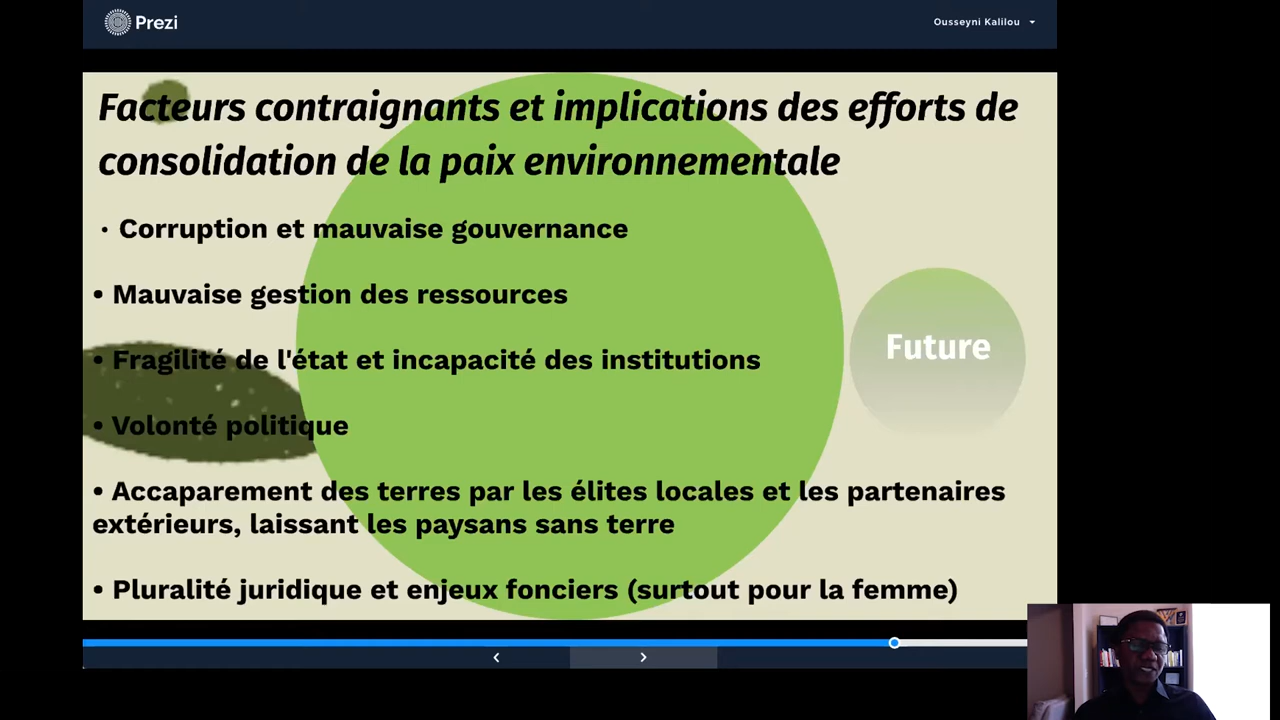 Prezi
Ousseyni Kalilou
Facteurs contraignants et implications des efforts de
consolidation de la paix environnementale
• Corruption et mauvaise gouvernance
• Mauvaise gestion des ressources
• Fragilité de l'état et incapacité des institutions
• Volonté politique
• Accaparement des terres par les élites locales et les partenaires
extérieurs, laissant les paysans sans terre
• Pluralité juridique et enjeux fonciers (surtout pour la femme)
Future